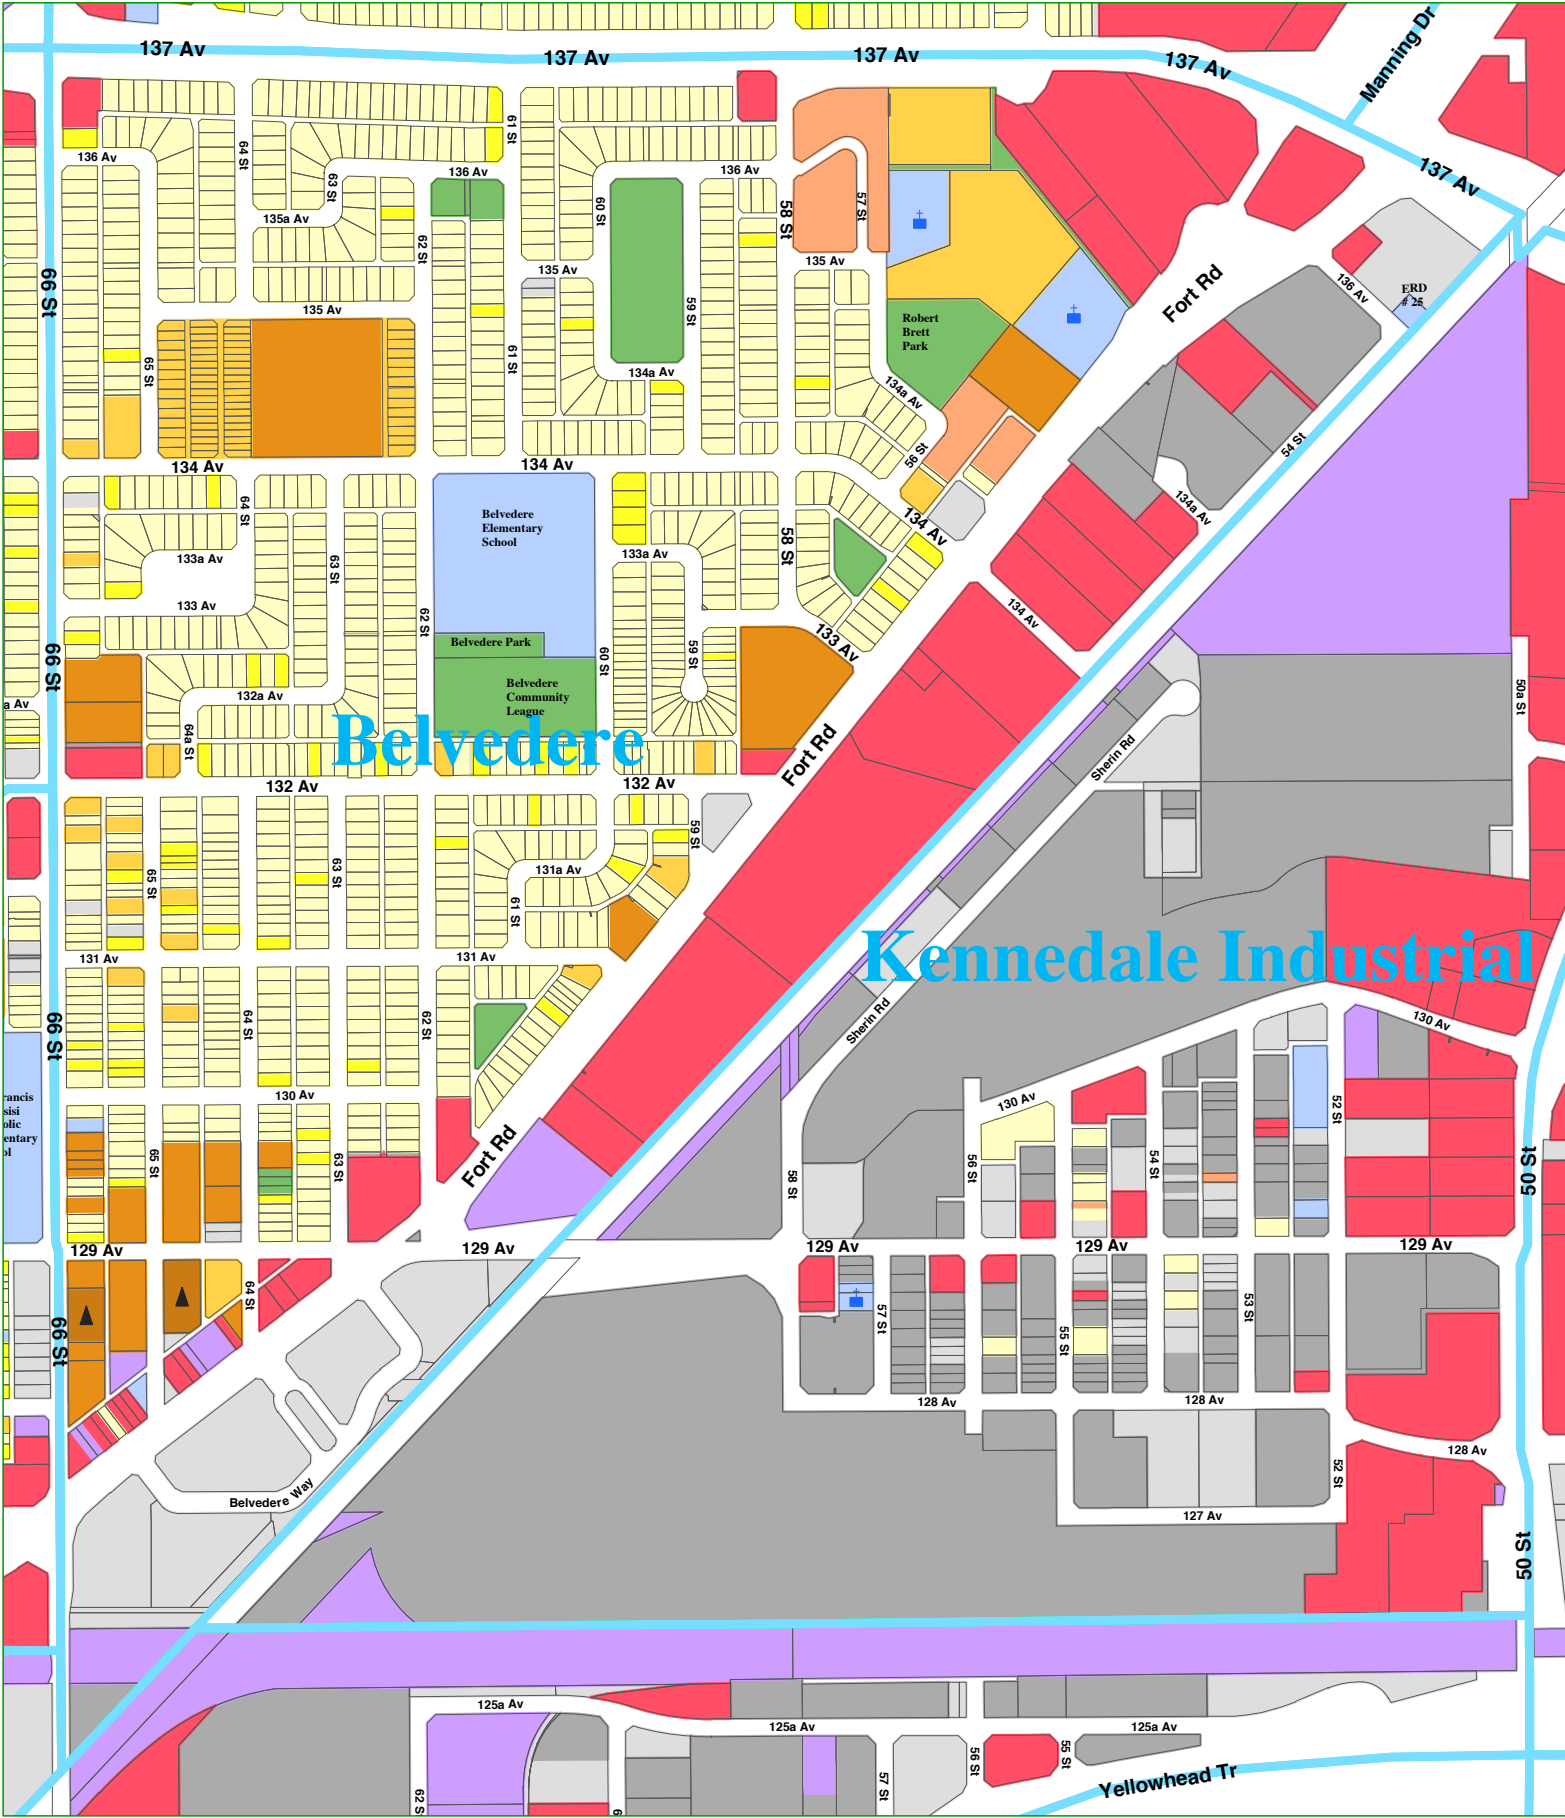 137 Av
137 Av
137 Av
137 Av
Manning Dr
137 Av
136 Av
64 St
63 St
61 St
136 Av
136 Av
135a Av
62 St
60 St
58 St
57 St
66 St
135 Av
135 Av
135 Av
59 St
Fort Rd
136 Av
ERD
# 25
Robert
Brett
Park
65 St
61 St
134a Av
134a Av
56 St
54 St
134 Av
134 Av
134 Av
134a Av
64 St
133a Av
63 St
Belvedere
Elementary
School
133a Av
58 St
133 Av
62 St
134 Av
133 Av
Belvedere Park
60 St
59 St
66 St
132a Av
Belvedere
Community
League
50a St
a Av
64a St
Belvedere
Fort Rd
Sherin Rd
132 Av
132 Av
59 St
65 St
63 St
131a Av
61 St
131 Av
131 Av
Kennedale Industrial
66 St
64 St
62 St
Sherin Rd
130 Av
130 Av
130 Av
52 St
rancis
sisi
olic
entary
ol
65 St
63 St
Fort Rd
58 St
56 St
54 St
50 St
129 Av
129 Av
129 Av
129 Av
129 Av
64 St
66 St
57 St
55 St
53 St
128 Av
128 Av
128 Av
52 St
Belvedere Way
127 Av
50 St
125a Av
125a Av
125a Av
62 S
57 St
56 St
55 St
Yellowhead Tr
6